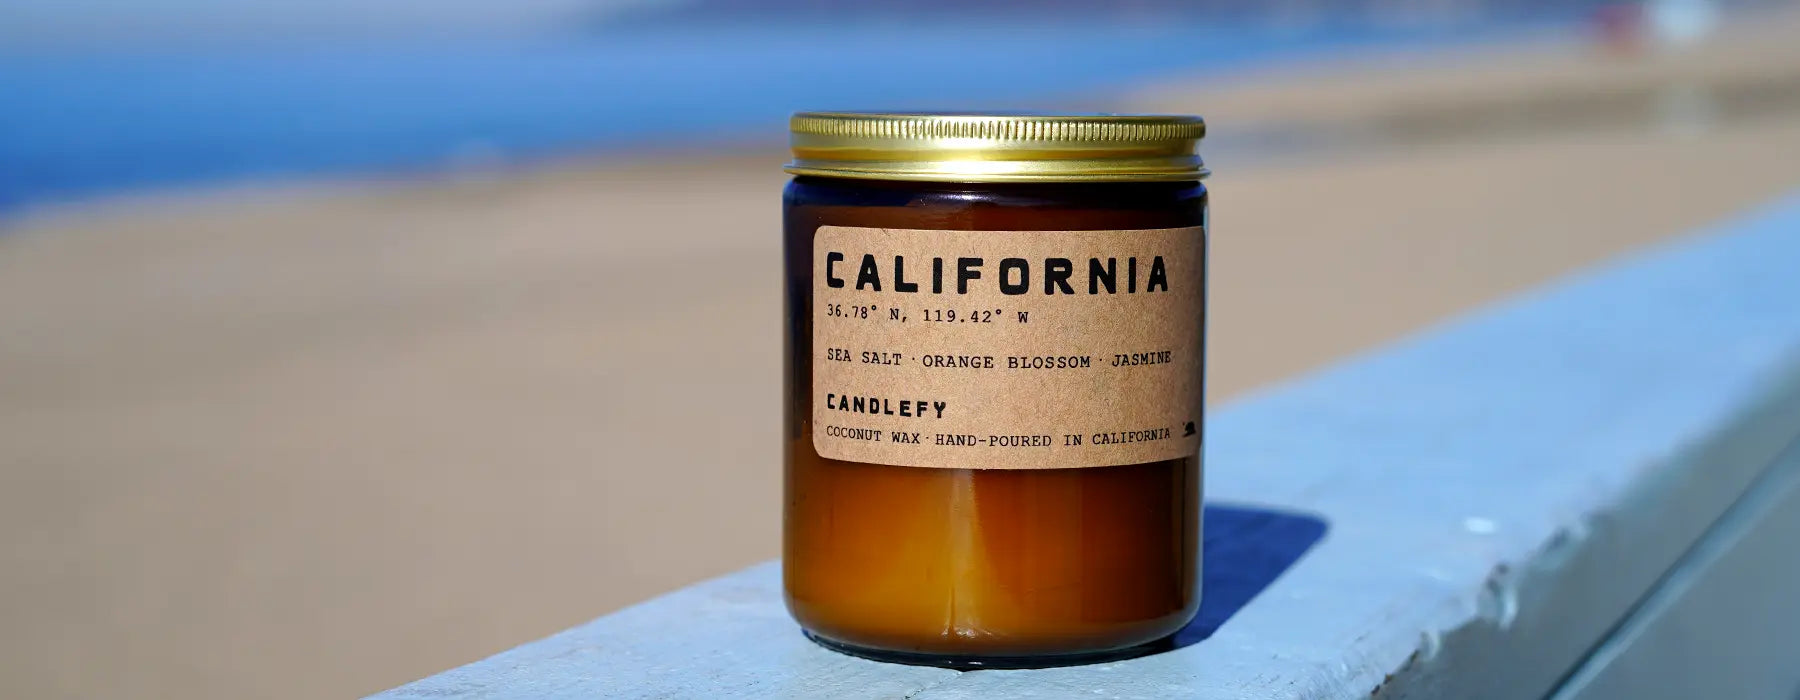 CALIFORNIA
36.78° N, 119.42° W
SEA SALT · ORANGE BLOSSOM · JASMINE
CANDLEFY
COCONUT WAX · HAND-POURED IN CALIFORNIA